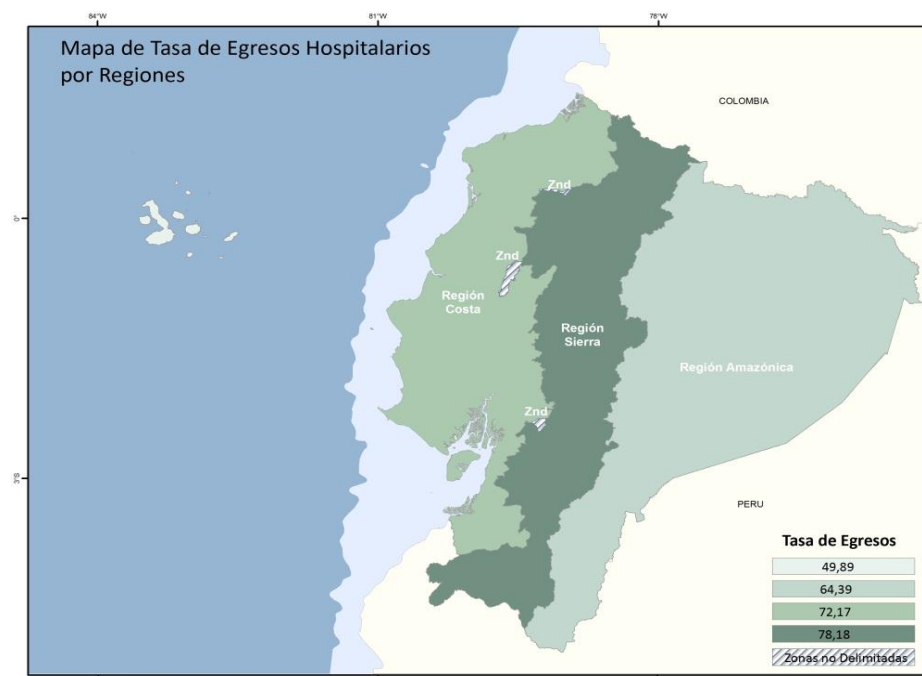 84°W
81°W
78°W
Mapa de Tasa de Egresos Hospitalarios
por Regiones
COLOMBIA
Znd
0°
Znd
Región
Costa
Región
Sierra
Región Amazónica
Znd
3°S
PERU
Tasa de Egresos
49,89
64,39
72,17
78,18
Zonas no Delimitadas